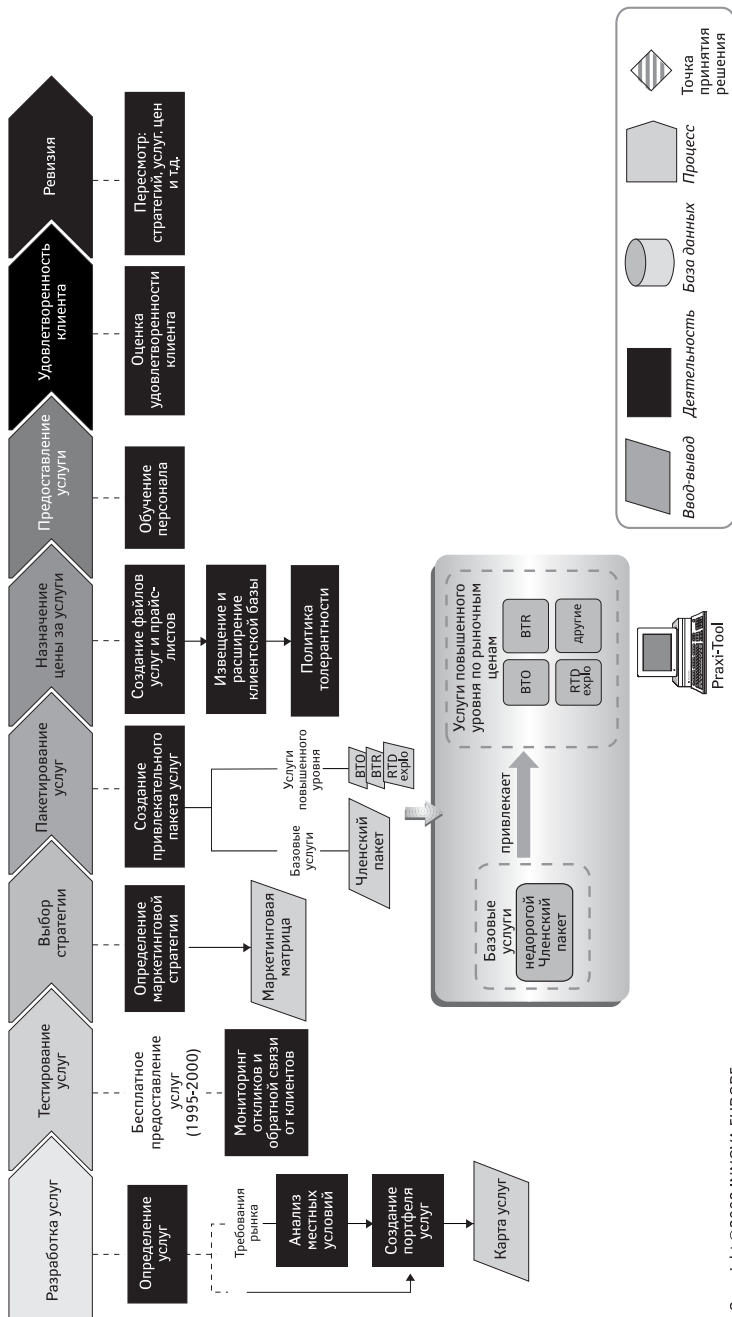 Разработка услуг
Тестирование
услуг
Выбор
стратегии
Пакетирование
услуг
Назначение
цены за услуги
Предоставление
услуги
Удовлетворенность
клиента
Ревизия
Определение
услуг
Требования
рынка
Анализ
местных
условий
Создание
портфеля
услуг
Карта услуг
Бесплатное
предоставление
услуг
(1995-2000)
Мониторинг
откликов и
обратной связи
от клиентов
Определение
маркетинговой
стратегии
Маркетинговая
матрица
Создание
привлекательного
пакета услуг
Базовые
услуги
Членский
пакет
Услуги
повышенного
уровня
BTO
BTR
RTD
explo
Создание файлов
услуг и прайс-
листов
Извещение и
расширение
клиентской базы
Политика
толерантности
Обучение
персонала
Оценка
удовлетворенности
клиента
Пересмотр:
стратегий, услуг, цен
и т.д.
Базовые
услуги
недорогой
Членский
пакет
привлекает
Услуги повышенного
уровня по рыночным
ценам
BTO
BTR
RTD
explo
другие
Praxi-Tool
Ввод-вывод
Деятельность
База данных
Процесс
Точка
принятия
решения